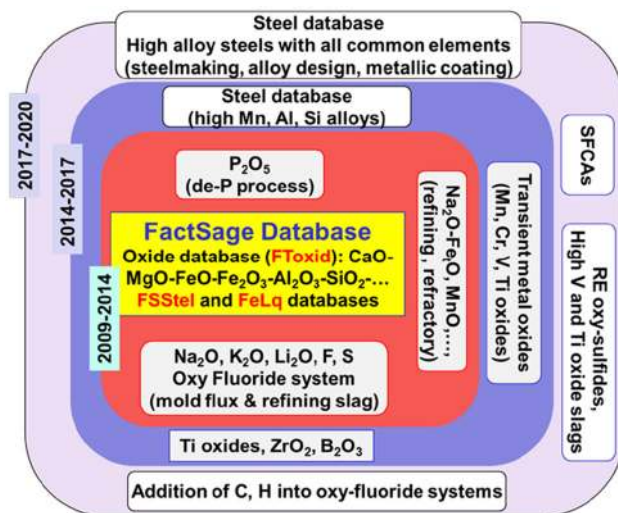 Steel database
High alloy steels with all common elements
(steelmaking, alloy design, metallic coating)
2017-2020
2014-2017
2009-2014
Steel database
(high Mn, Al, Si alloys)
P₂O₅
(de-P process)
FactSage Database
Oxide database (FToxid): CaO-
MgO-FeO-Fe₂O₃-Al₂O₃-SiO₂-...
FSStel and FeLq databases
Na₂O-FeₜO, MnO,...,
(refining, refractory)
Transient metal oxides
(Mn, Cr, V, Ti oxides)
SFCAs
RE oxy-sulfides,
High V and Ti oxide slags
Na₂O, K₂O, Li₂O, F, S
Oxy Fluoride system
(mold flux & refining slag)
Ti oxides, ZrO₂, B₂O₃
Addition of C, H into oxy-fluoride systems